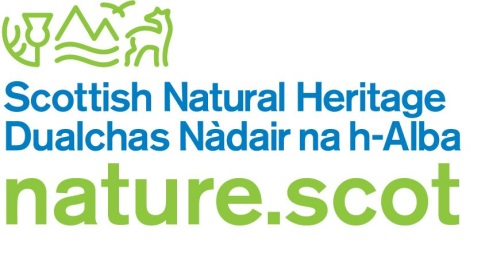 Scottish Natural Heritage
Dualchas Nàdair na h-Alba
nature.scot